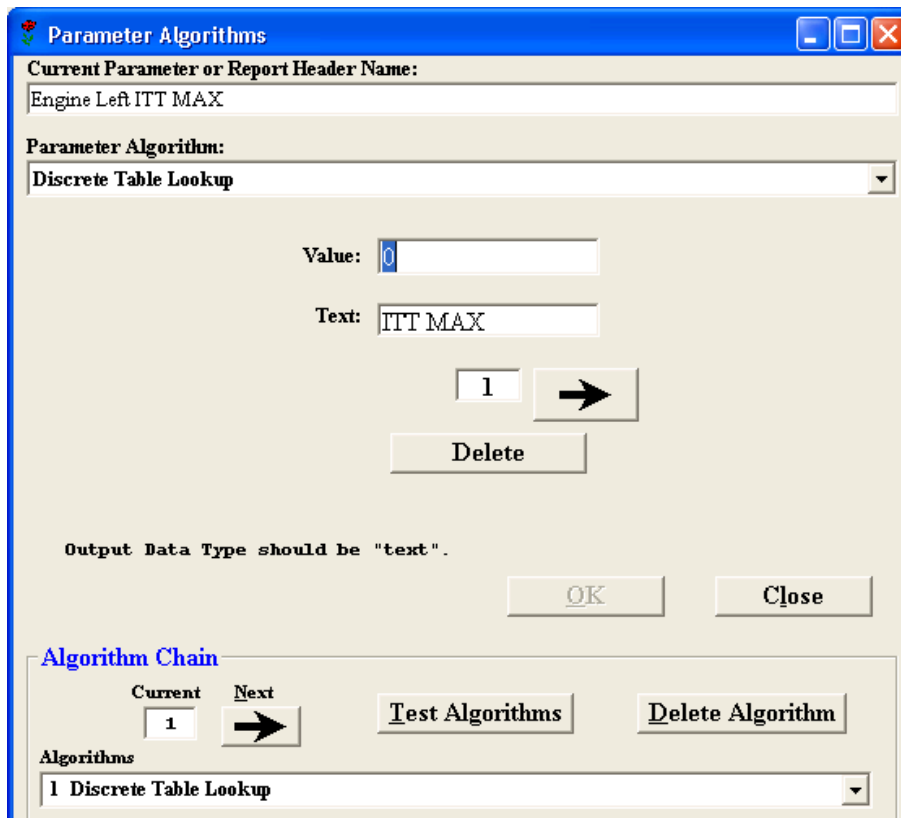 Parameter Algorithms
Current Parameter or Report Header Name:
Engine Left ITT MAX
Parameter Algorithm:
Discrete Table Lookup
Value: 0
Text: ITT MAX
1
Delete
Output Data Type should be "text".
OK Close
Algorithm Chain
Current Next
1 Test Algorithms Delete Algorithm
Algorithms
1 Discrete Table Lookup